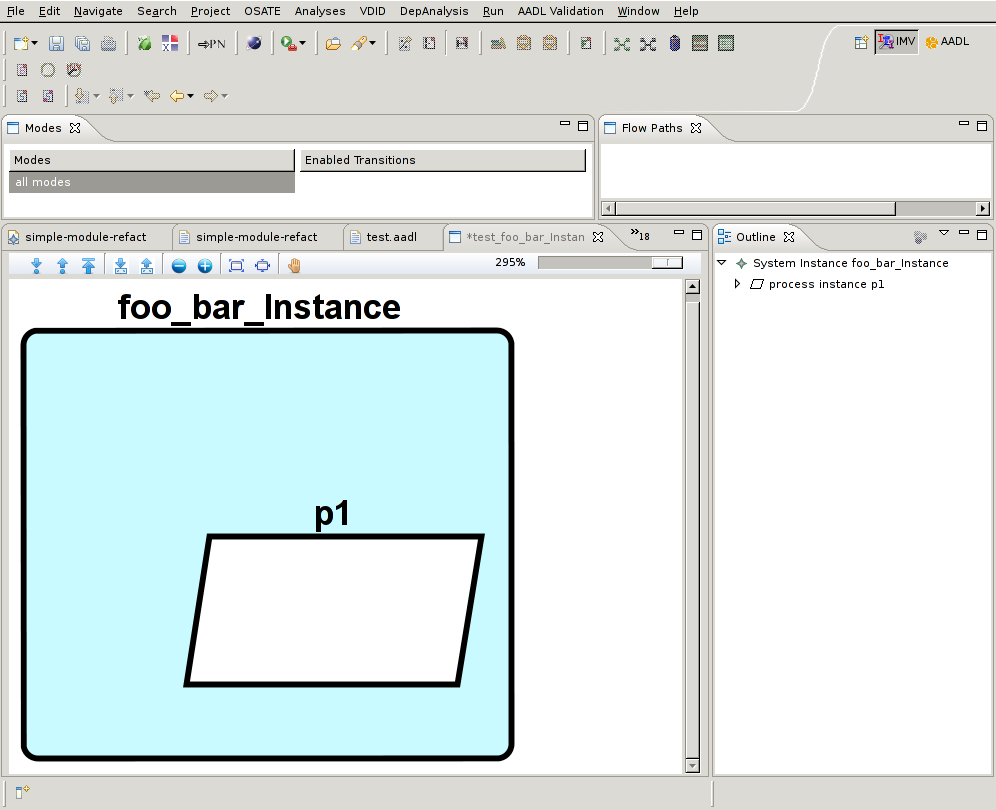 File Edit Navigate Search Project OSATE Analyses VDID DepAnalysis Run AADL Validation Window Help
⇒PN IMV AADL
Modes Flow Paths
Modes Enabled Transitions
all modes
simple-module-refact simple-module-refact test.aadl *test_foo_bar_Instan »18 Outline
295%
System Instance foo_bar_Instance
process instance p1
foo_bar_Instance
p1